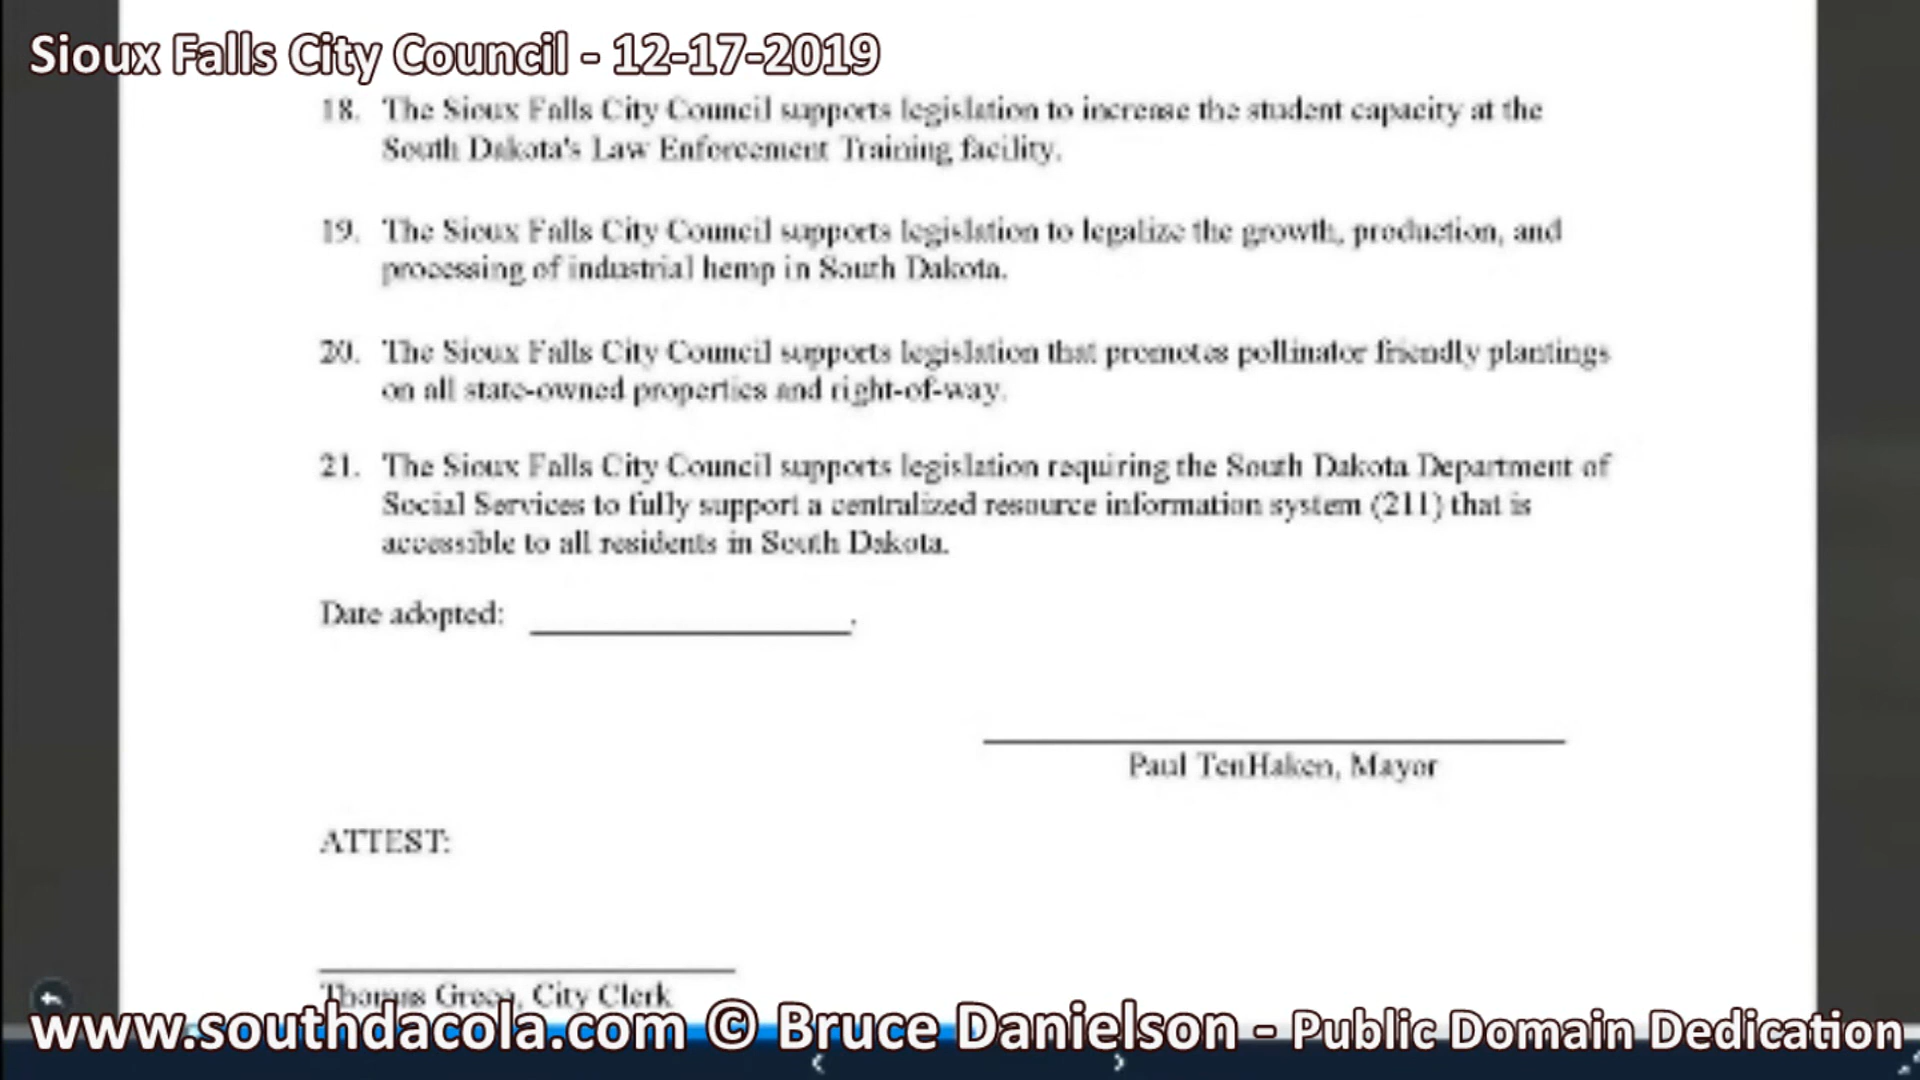 Sioux Falls City Council - 12-17-2019
18. The Sioux Falls City Council supports legislation to increase the student capacity at the
South Dakota's Law Enforcement Training facility.
19. The Sioux Falls City Council supports legislation to legalize the growth, production, and
processing of industrial hemp in South Dakota.
20. The Sioux Falls City Council supports legislation that promotes pollinator friendly plantings
on all state-owned properties and right-of-way.
21. The Sioux Falls City Council supports legislation requiring the South Dakota Department of
Social Services to fully support a centralized resource information system (211) that is
accessible to all residents in South Dakota.
Date adopted: ____________________.
Paul TenHaken, Mayor
ATTEST:
Thomas Greco, City Clerk
www.southdacola.com © Bruce Danielson - Public Domain Dedication